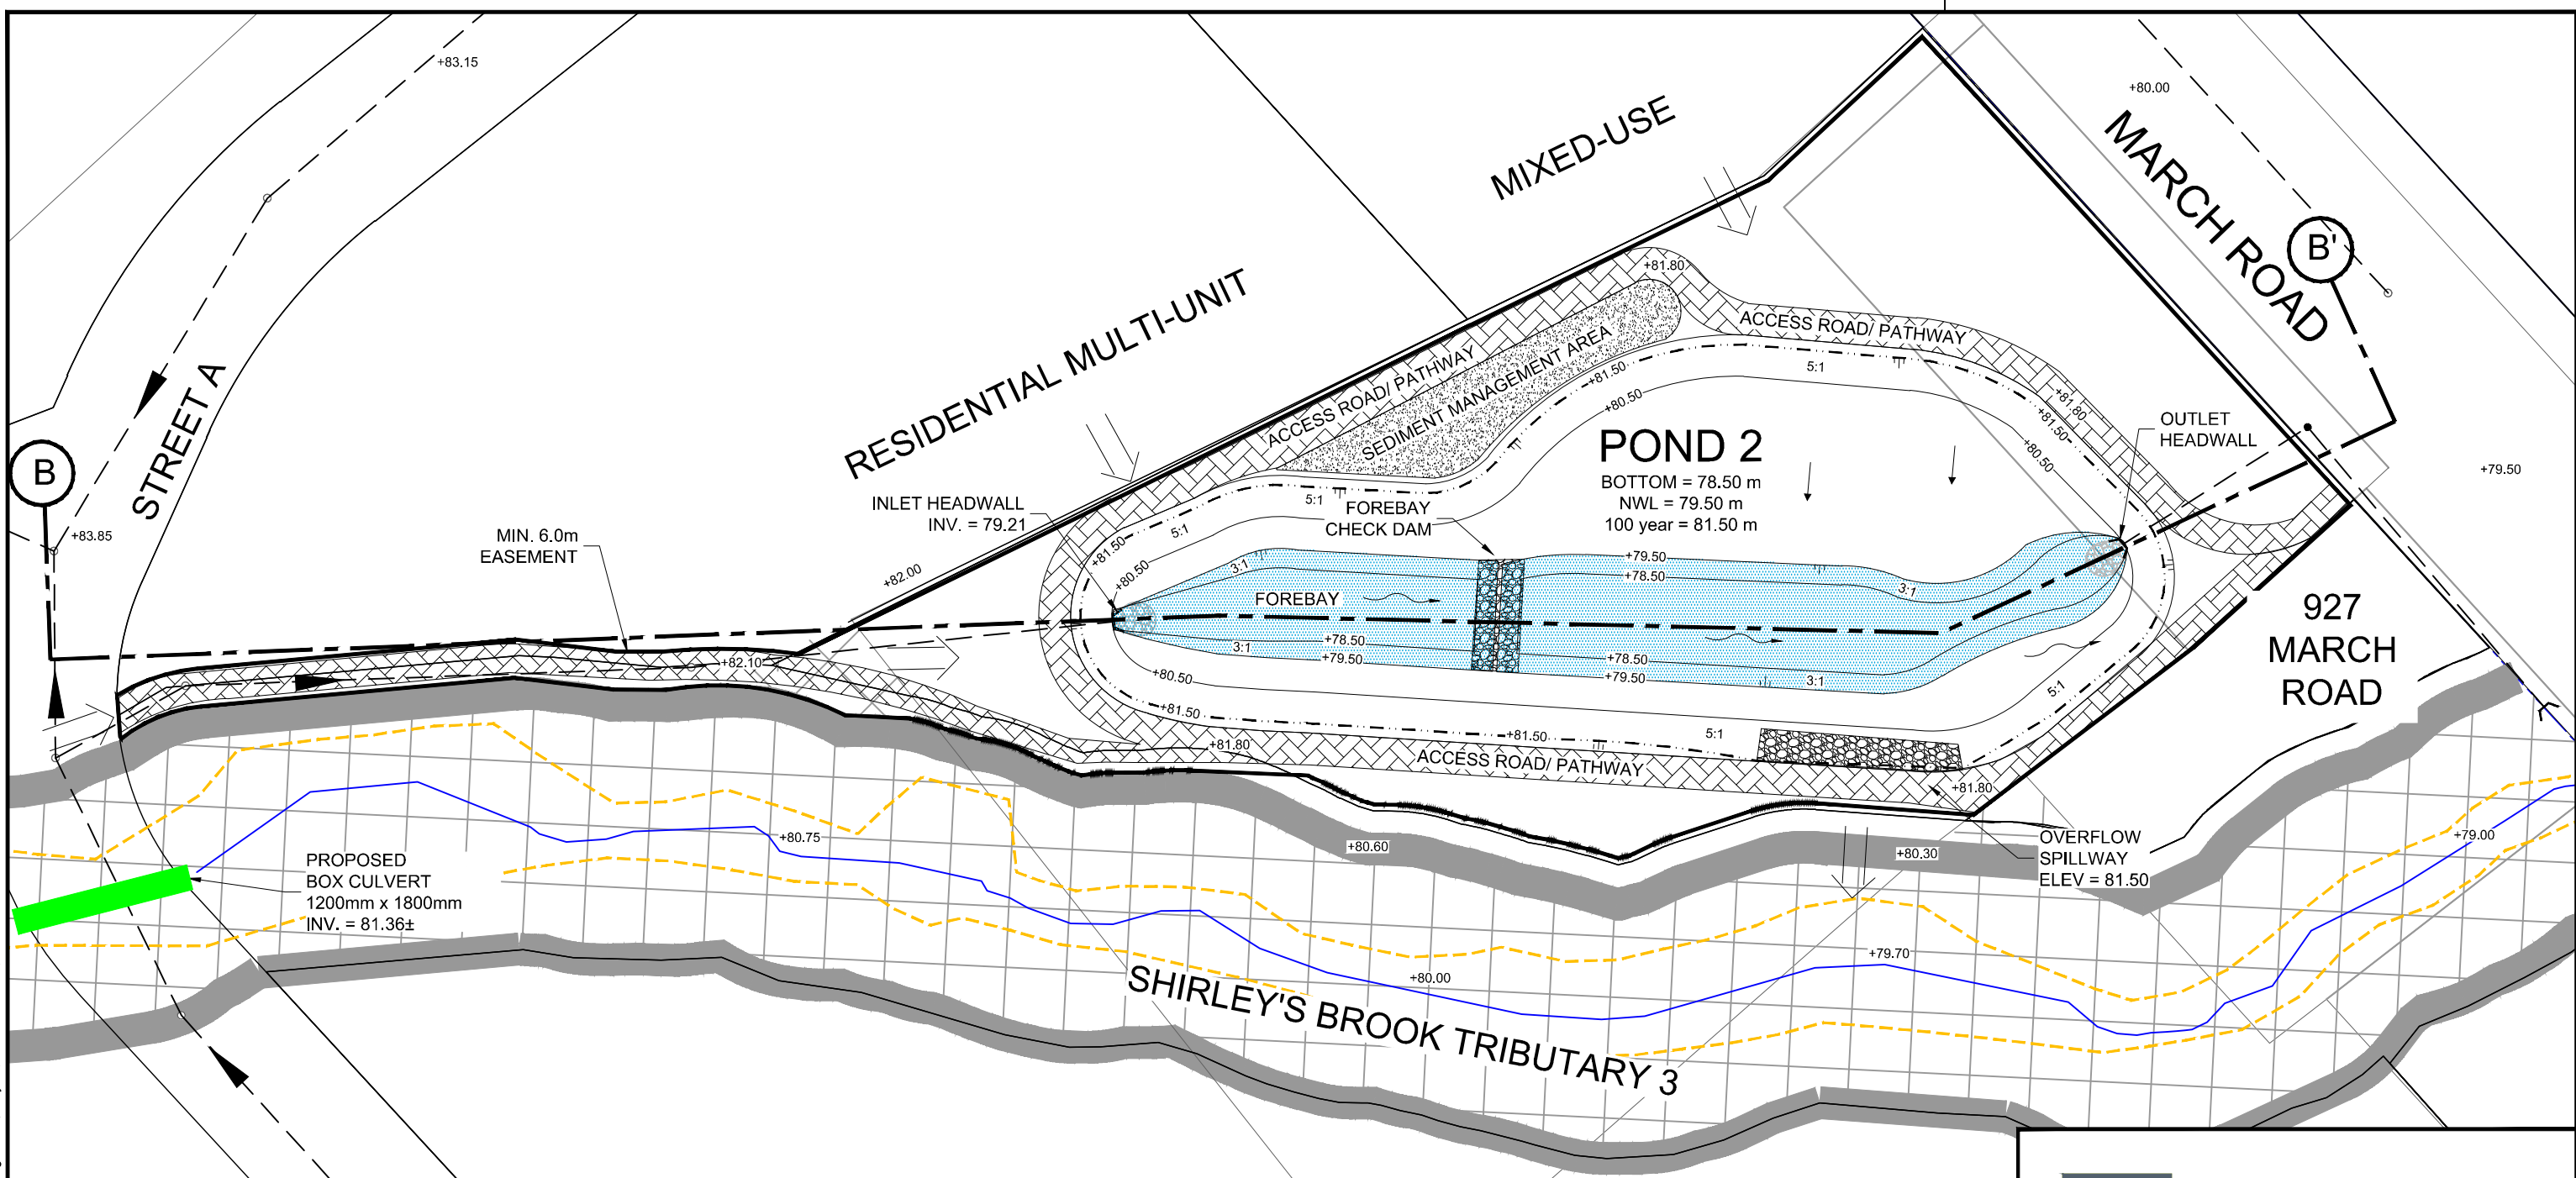 +83.15
+80.00
MIXED-USE
MARCH ROAD
B'
+81.80
ACCESS ROAD/ PATHWAY
RESIDENTIAL MULTI-UNIT
ACCESS ROAD/ PATHWAY
SEDIMENT MANAGEMENT AREA
+81.50
5:1
+80.50
+81.80
+81.50
+80.50
OUTLET
HEADWALL
+79.50
STREET A
B
+83.85
POND 2
BOTTOM = 78.50 m
NWL = 79.50 m
100 year = 81.50 m
INLET HEADWALL
INV. = 79.21
5:1
FOREBAY
CHECK DAM
5:1
MIN. 6.0m
EASEMENT
+81.50
+80.50
+82.00
3:1
+79.50
+78.50
3:1
FOREBAY
+78.50
+79.50
3:1
+78.50
+79.50
3:1
927
MARCH
ROAD
+82.10
+80.50
+81.50
5:1
+81.80
+81.50
5:1
ACCESS ROAD/ PATHWAY
+81.80
OVERFLOW
SPILLWAY
ELEV = 81.50
+79.00
+80.75
+80.60
+80.30
PROPOSED
BOX CULVERT
1200mm x 1800mm
INV. = 81.36±
+79.70
+80.00
SHIRLEY'S BROOK TRIBUTARY 3